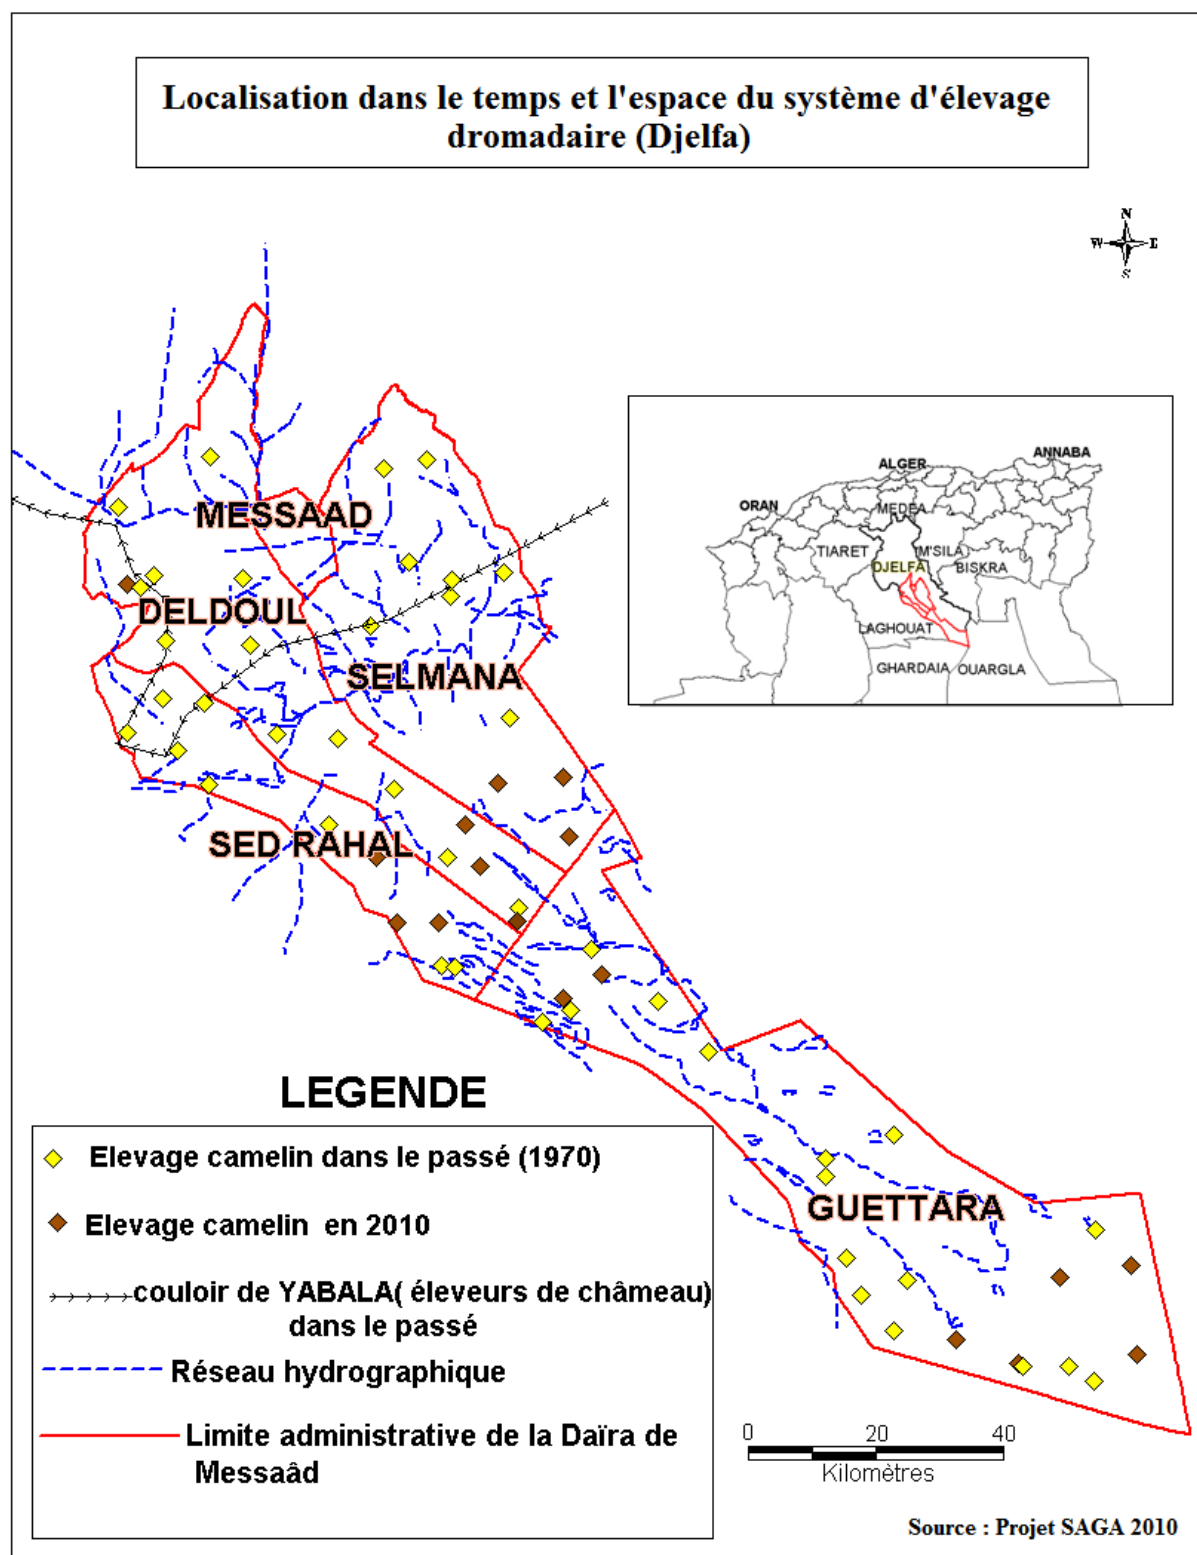 Localisation dans le temps et l'espace du système d'élevage
dromadaire (Djelfa)
N
W E
S
ALGER
ANNABA
ORAN
MEDEA
TIARET
M'SILA
DJELFA
BISKRA
LAGHOUAT
GHARDAIA
OUARGLA
MESSAAD
DELDOUL
SELMANA
SED RAHAL
GUETTARA
LEGENDE
Elevage camelin dans le passé (1970)
Elevage camelin en 2010
couloir de YABALA( éleveurs de châmeau)
dans le passé
Réseau hydrographique
Limite administrative de la Daïra de
Messaâd
0 20 40
Kilomètres
Source : Projet SAGA 2010